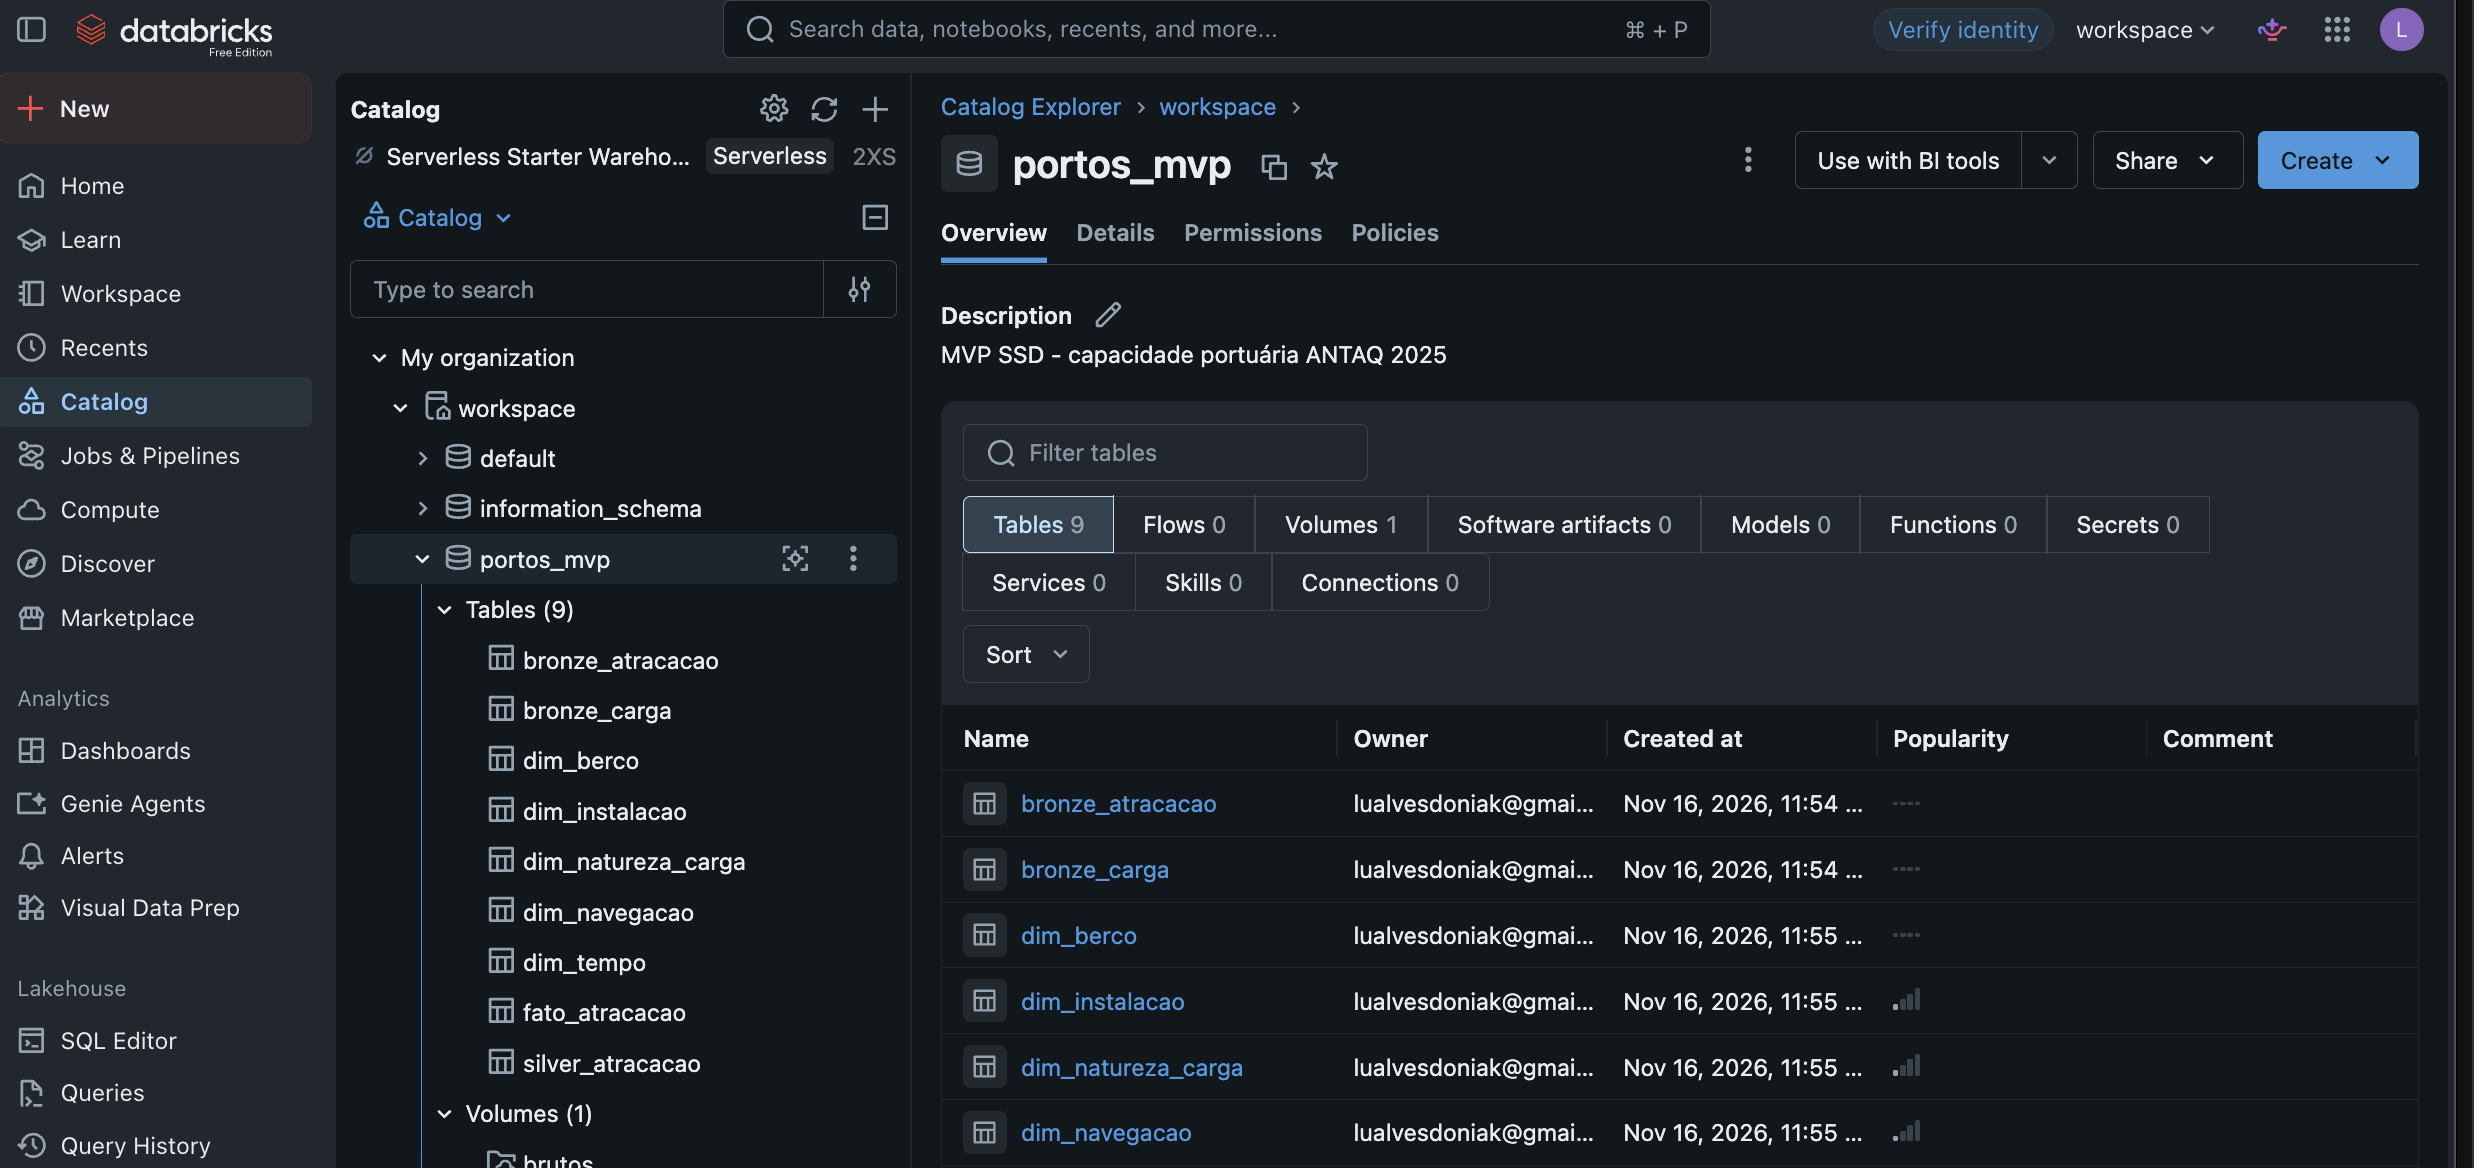 databricks
Free Edition
Search data, notebooks, recents, and more...
⌘ + P
Verify identity
workspace
L
New
Home
Learn
Workspace
Recents
Catalog
Jobs & Pipelines
Compute
Discover
Marketplace
Analytics
Dashboards
Genie Agents
Alerts
Visual Data Prep
Lakehouse
SQL Editor
Queries
Query History
Catalog
Serverless Starter Wareho... Serverless 2XS
Catalog
Type to search
My organization
workspace
default
information_schema
portos_mvp
Tables (9)
bronze_atracacao
bronze_carga
dim_berco
dim_instalacao
dim_natureza_carga
dim_navegacao
dim_tempo
fato_atracacao
silver_atracacao
Volumes (1)
brutos
Catalog Explorer › workspace ›
portos_mvp
Use with BI tools
Share
Create
Overview Details Permissions Policies
Description
MVP SSD - capacidade portuária ANTAQ 2025
Filter tables
Tables 9 Flows 0 Volumes 1 Software artifacts 0 Models 0 Functions 0 Secrets 0
Services 0 Skills 0 Connections 0
Sort
Name Owner Created at Popularity Comment
bronze_atracacao lualvesdoniak@gmai... Nov 16, 2026, 11:54 ...
bronze_carga lualvesdoniak@gmai... Nov 16, 2026, 11:54 ...
dim_berco lualvesdoniak@gmai... Nov 16, 2026, 11:55 ...
dim_instalacao lualvesdoniak@gmai... Nov 16, 2026, 11:55 ...
dim_natureza_carga lualvesdoniak@gmai... Nov 16, 2026, 11:55 ...
dim_navegacao lualvesdoniak@gmai... Nov 16, 2026, 11:55 ...